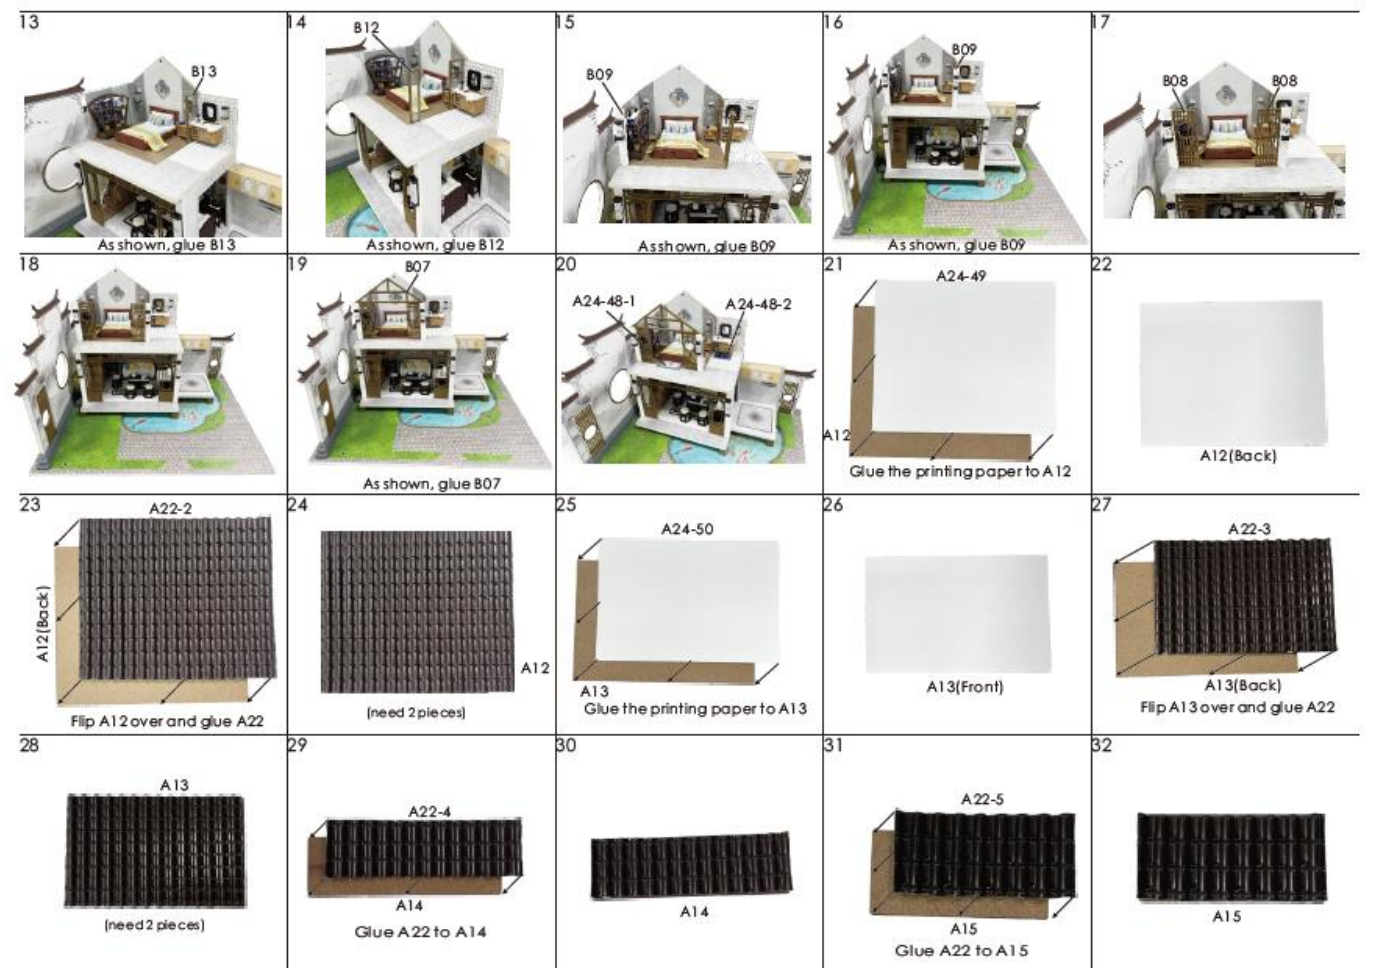 13
B13
As shown, glue B13
14
B12
As shown, glue B12
15
B09
As shown, glue B09
16
B09
As shown, glue B09
17
B08
B08
18
19
B07
As shown, glue B07
20
A24-48-1
A24-48-2
21
A24-49
A12
Glue the printing paper to A12
22
A12(Back)
23
A22-2
A12(Back)
Flip A12 over and glue A22
24
A12
(need 2 pieces)
25
A24-50
A13
Glue the printing paper to A13
26
A13(Front)
27
A22-3
A13(Back)
Flip A13 over and glue A22
28
A13
(need 2 pieces)
29
A22-4
A14
Glue A22 to A14
30
A14
31
A22-5
A15
Glue A22 to A15
32
A15